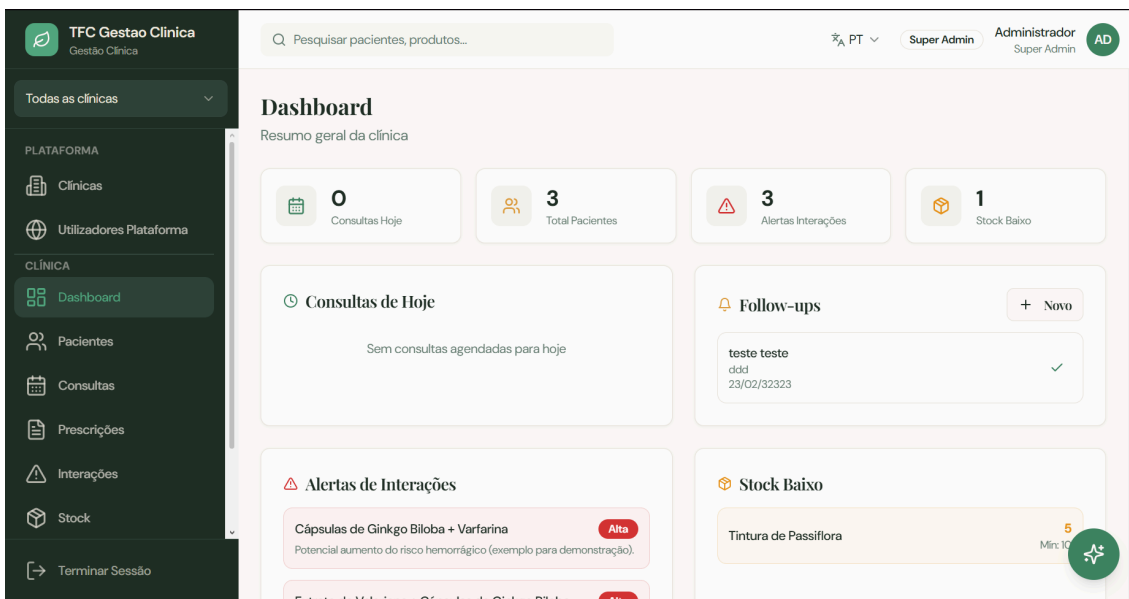 TFC Gestao Clinica
Gestão Clínica
Todas as clínicas
PLATAFORMA
Clínicas
Utilizadores Plataforma
CLÍNICA
Dashboard
Pacientes
Consultas
Prescrições
Interações
Stock
Terminar Sessão
Pesquisar pacientes, produtos...
PT
Super Admin
Administrador
Super Admin
AD
Dashboard
Resumo geral da clínica
0
Consultas Hoje
3
Total Pacientes
3
Alertas Interações
1
Stock Baixo
Consultas de Hoje
Sem consultas agendadas para hoje
Follow-ups
+ Novo
teste teste
ddd
23/02/32323
Alertas de Interações
Cápsulas de Ginkgo Biloba + Varfarina
Alta
Potencial aumento do risco hemorrágico (exemplo para demonstração).
Stock Baixo
Tintura de Passiflora
5
Min: 10